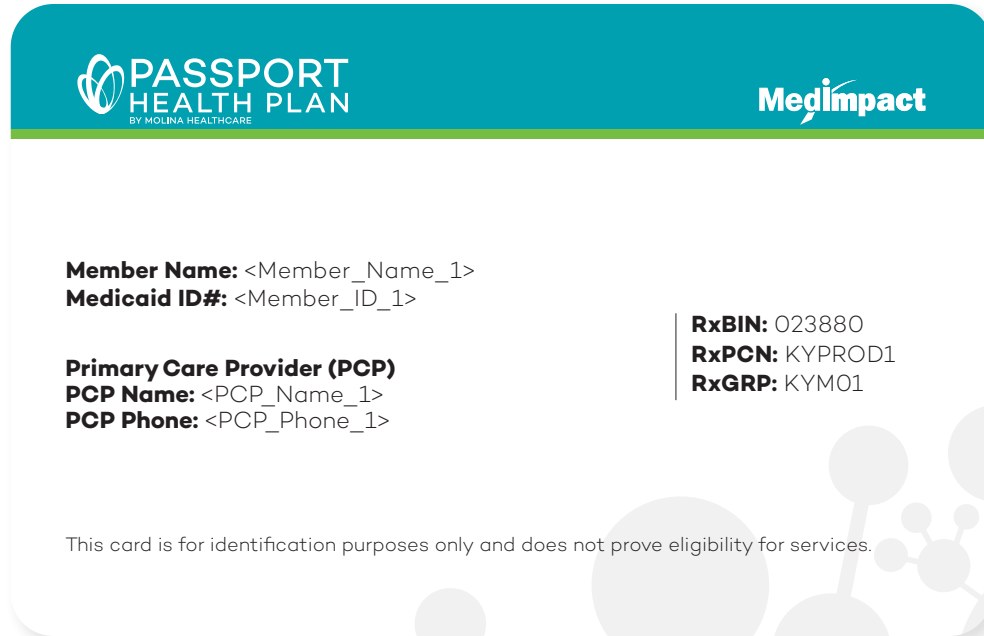 PASSPORT
HEALTH PLAN
BY MOLINA HEALTHCARE
MedImpact
Member Name: <Member_Name_1>
Medicaid ID#: <Member_ID_1>
Primary Care Provider (PCP)
PCP Name: <PCP_Name_1>
PCP Phone: <PCP_Phone_1>
RxBIN: 023880
RxPCN: KYPROD1
RxGRP: KYM01
This card is for identification purposes only and does not prove eligibility for services.